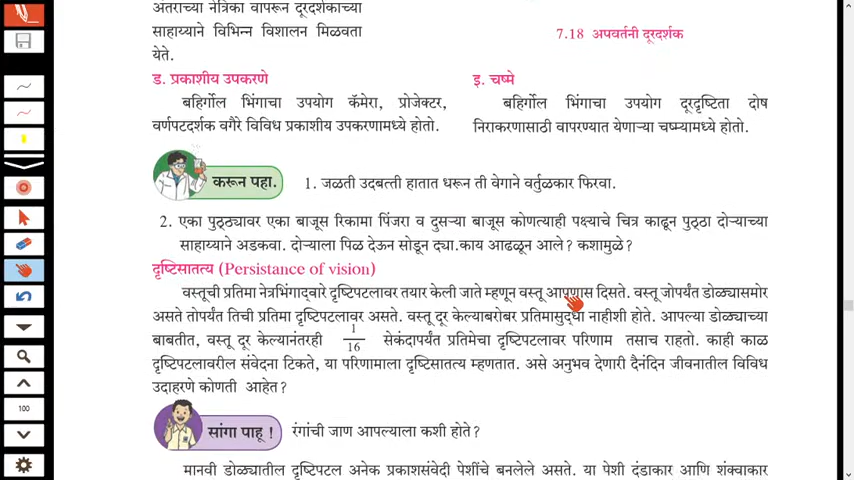 अंतराच्या नेत्रिका वापरून दूरदर्शकाच्या
साहाय्याने विभिन्न विशालन मिळवता
येते.
7.18 अपवर्तनी दूरदर्शक
ड. प्रकाशीय उपकरणे
बहिर्गोल भिंगाचा उपयोग कॅमेरा, प्रोजेक्टर,
वर्णपटदर्शक वगैरे विविध प्रकाशीय उपकरणामध्ये होतो.
इ. चष्मे
बहिर्गोल भिंगाचा उपयोग दूरदृष्टिता दोष
निराकरणासाठी वापरण्यात येणाऱ्या चष्म्यामध्ये होतो.
करून पहा.
1. जळती उदबत्ती हातात धरून ती वेगाने वर्तुळकार फिरवा.
2. एका पुठ्ठ्यावर एका बाजूस रिकामा पिंजरा व दुसऱ्या बाजूस कोणत्याही पक्ष्याचे चित्र काढून पुठ्ठा दोऱ्याच्या
साहाय्याने अडकवा. दोऱ्याला पिळ देऊन सोडून द्या.काय आढळून आले? कशामुळे?
दृष्टिसातत्य (Persistance of vision)
वस्तूची प्रतिमा नेत्रभिंगाद्वारे दृष्टिपटलावर तयार केली जाते म्हणून वस्तू आपणास दिसते. वस्तू जोपर्यंत डोळ्यासमोर
असते तोपर्यंत तिची प्रतिमा दृष्टिपटलावर असते. वस्तू दूर केल्याबरोबर प्रतिमासुद्धा नाहीशी होते. आपल्या डोळ्याच्या
बाबतीत, वस्तू दूर केल्यानंतरही 1/16 सेकंदापर्यंत प्रतिमेचा दृष्टिपटलावर परिणाम तसाच राहतो. काही काळ
दृष्टिपटलावरील संवेदना टिकते, या परिणामाला दृष्टिसातत्य म्हणतात. असे अनुभव देणारी दैनंदिन जीवनातील विविध
उदाहरणे कोणती आहेत?
सांगा पाहू !
रंगांची जाण आपल्याला कशी होते?
मानवी डोळ्यातील दृष्टिपटल अनेक प्रकाशसंवेदी पेशींचे बनलेले असते. या पेशी दंडाकार आणि शंक्वाकार
100